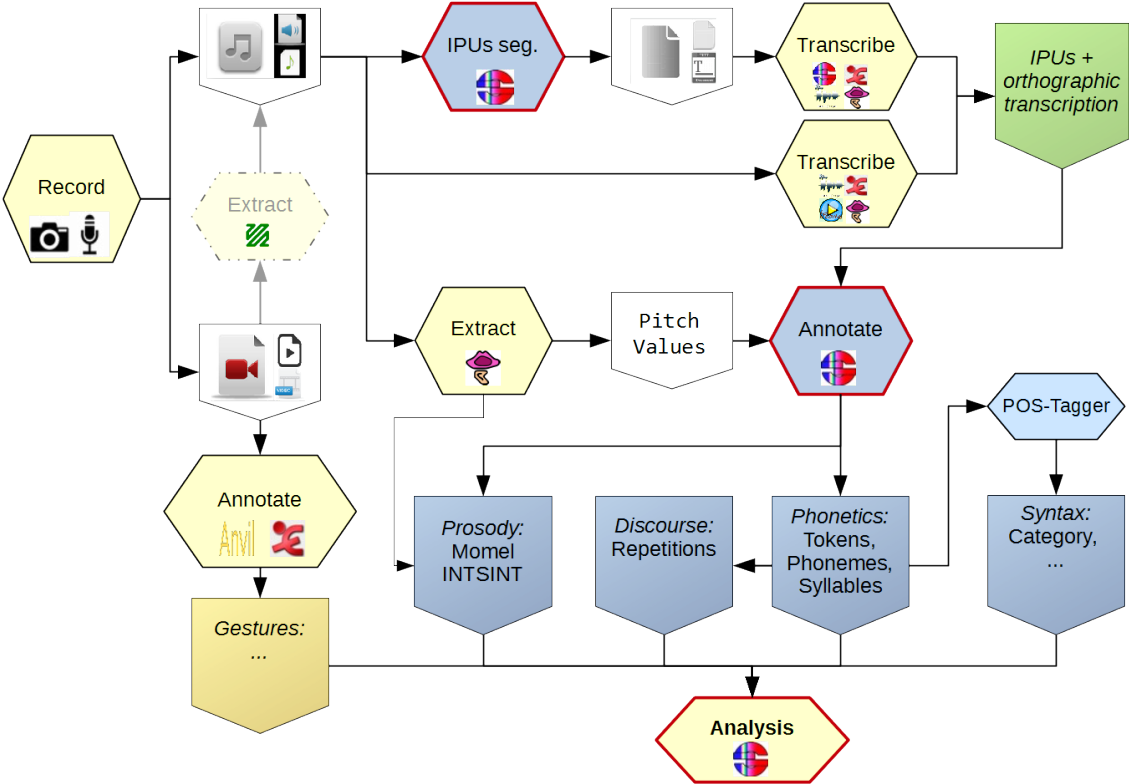 IPUs seg.
Transcribe
IPUs +
orthographic
transcription
Record
Extract
Transcribe
Extract
Pitch
Values
Annotate
POS-Tagger
Annotate
Anvil
Prosody:
Momel
INTSINT
Discourse:
Repetitions
Phonetics:
Tokens,
Phonemes,
Syllables
Syntax:
Category,
...
Gestures:
...
Analysis